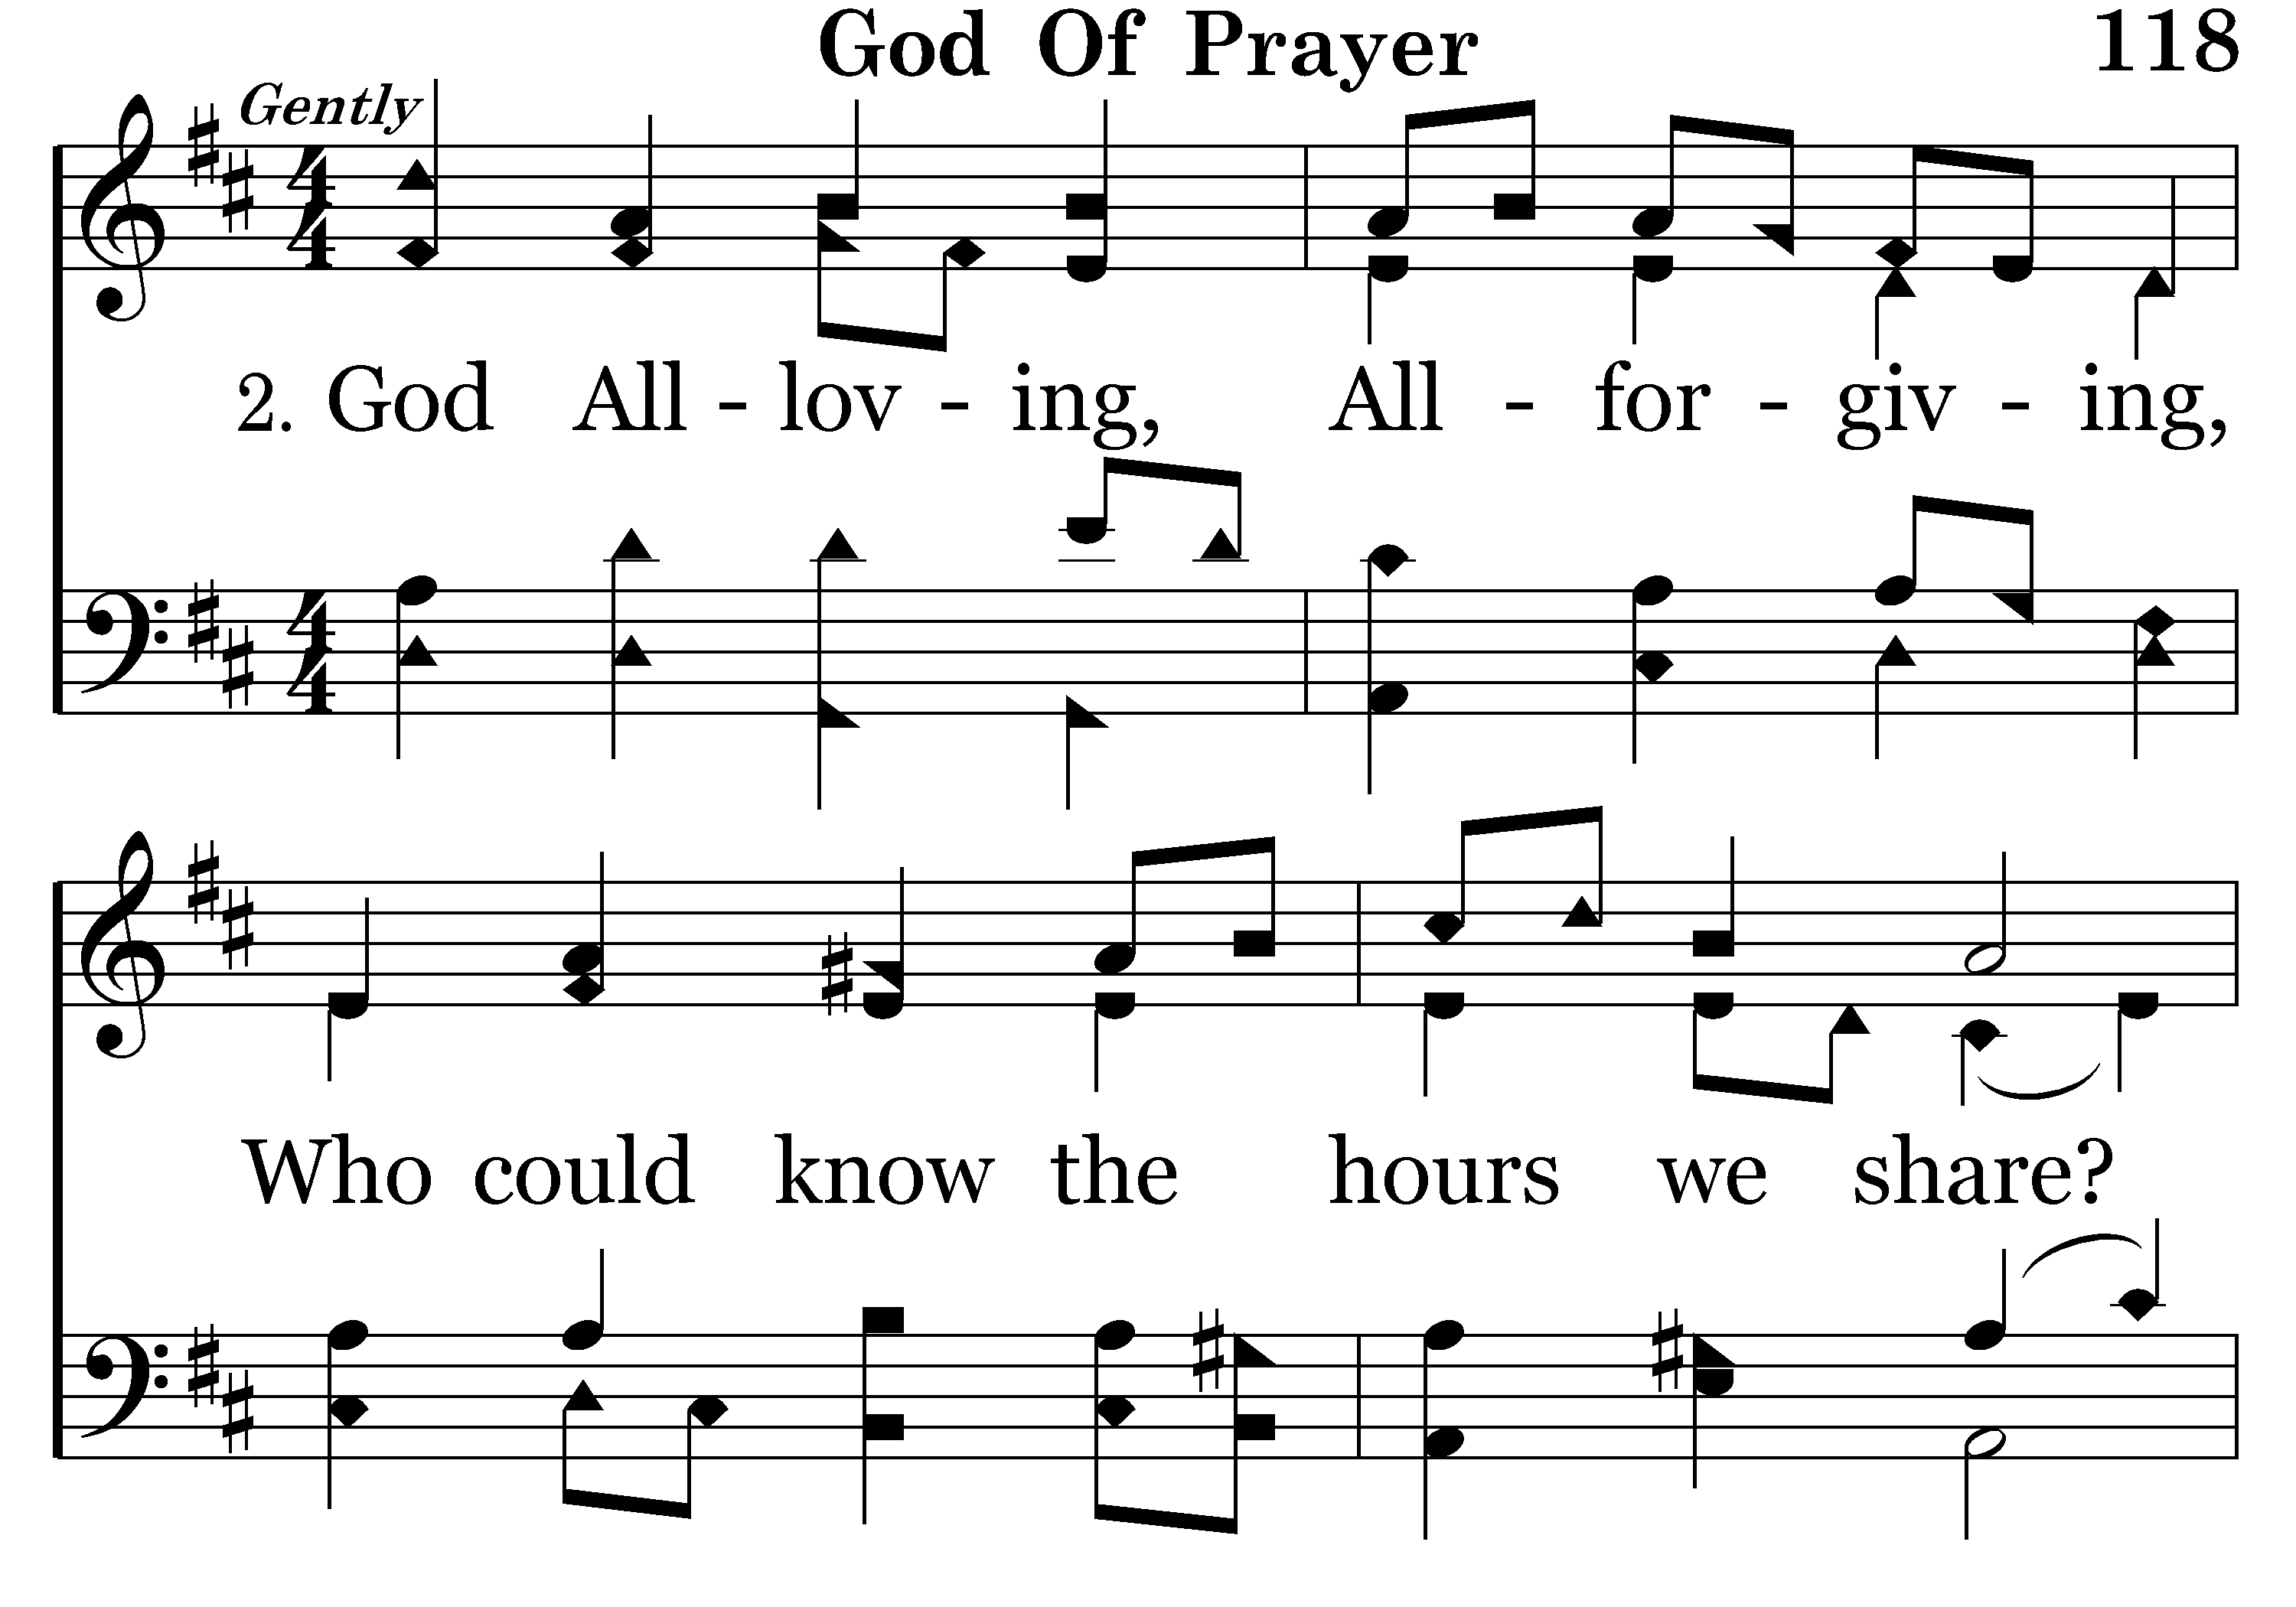 God Of Prayer 118
Gently
2. God All - lov - ing, All - for - giv - ing,
Who could know the hours we share?